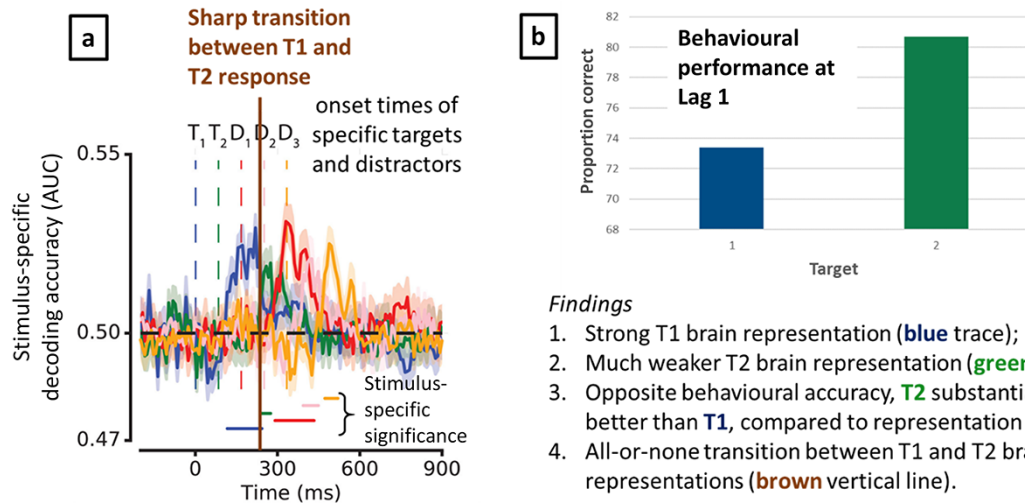 a
Sharp transition
between T1 and
T2 response
onset times of
specific targets
and distractors
T1 T2 D1 D2 D3
Stimulus-specific
decoding accuracy (AUC)
0.55
0.50
0.47
Stimulus-
specific
significance
0 300 600 900
Time (ms)
b
Behavioural
performance at
Lag 1
Proportion correct
82
80
78
76
74
72
70
68
1 2
Target
Findings
1. Strong T1 brain representation (blue trace);
2. Much weaker T2 brain representation (green
3. Opposite behavioural accuracy, T2
better than T1, compared to representation
4. All-or-none transition between T1 and T2
representations (brown vertical line).